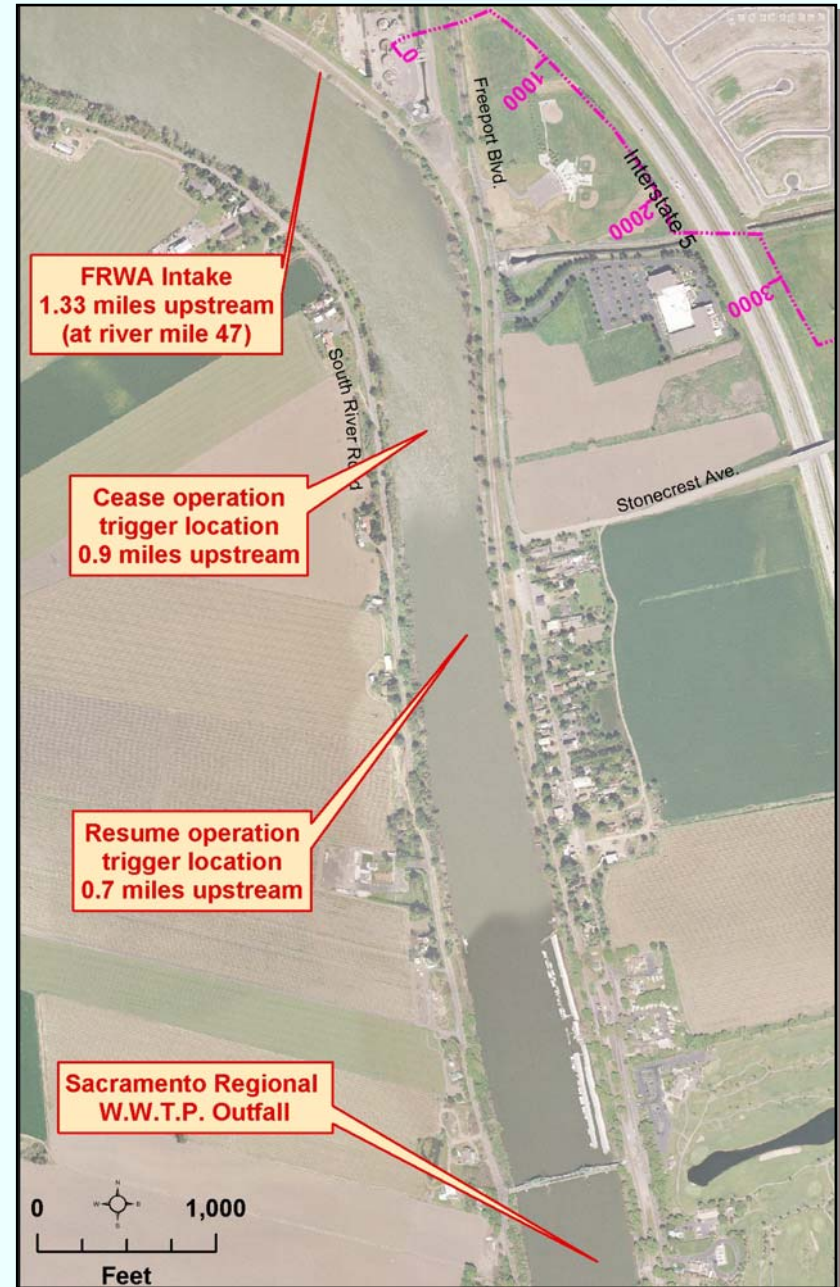 0
1000
Freeport Blvd.
Interstate 5
2000
3000
FRWA Intake
1.33 miles upstream
(at river mile 47)
South River Road
Cease operation
trigger location
0.9 miles upstream
Stonecrest Ave.
Resume operation
trigger location
0.7 miles upstream
Sacramento Regional
W.W.T.P. Outfall
N
W E
S
0 1,000
Feet